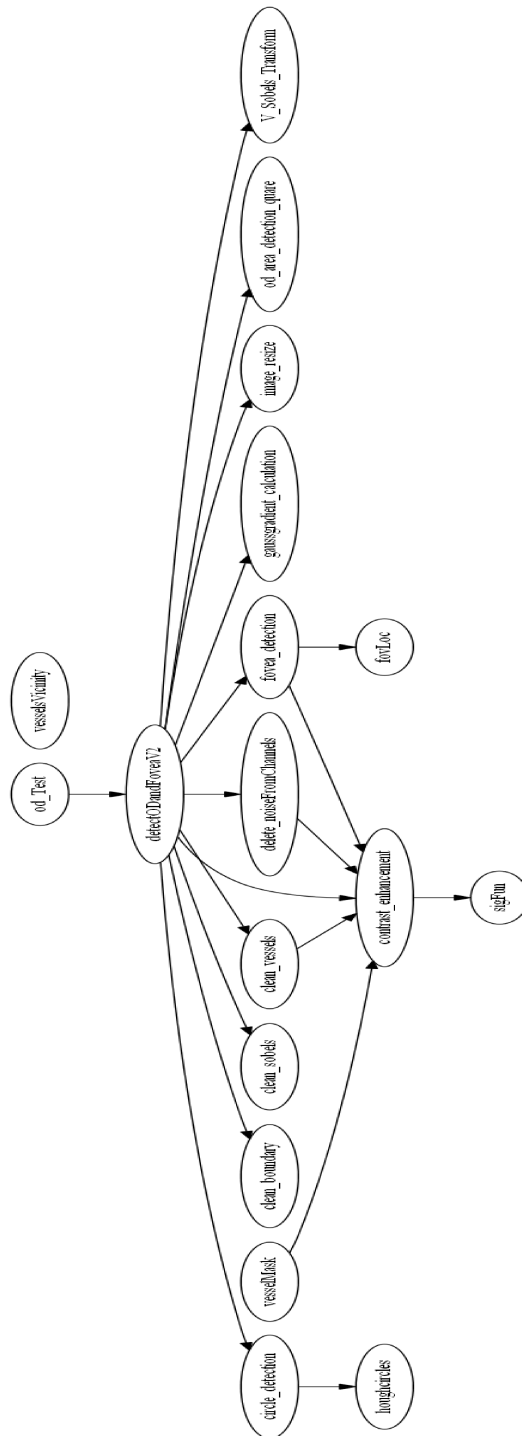 vesselsVicinity
od_Test
detectODandFoveaV2
V_Sobels_Transform
od_area_detection_quare
image_resize
gaussgradient_calculation
fovea_detection
delete_noiseFromChannels
clean_vessels
clean_sobels
clean_boundary
vesselMask
circle_detection
fovLoc
contrast_enhancement
houghcircles
sigFun